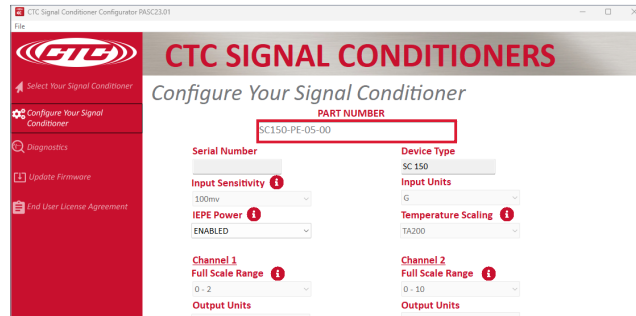 CTC Signal Conditioner Configurator PASC23.01
File
CTC
CTC SIGNAL CONDITIONERS
Select Your Signal Conditioner
Configure Your Signal
Conditioner
Diagnostics
Update Firmware
End User License Agreement
Configure Your Signal Conditioner
PART NUMBER
SC150-PE-05-00
Serial Number Device Type
SC 150
Input Sensitivity i Input Units
100mv G
IEPE Power i Temperature Scaling i
ENABLED TA200
Channel 1 Channel 2
Full Scale Range i Full Scale Range i
0 - 2 0 - 10
Output Units Output Units